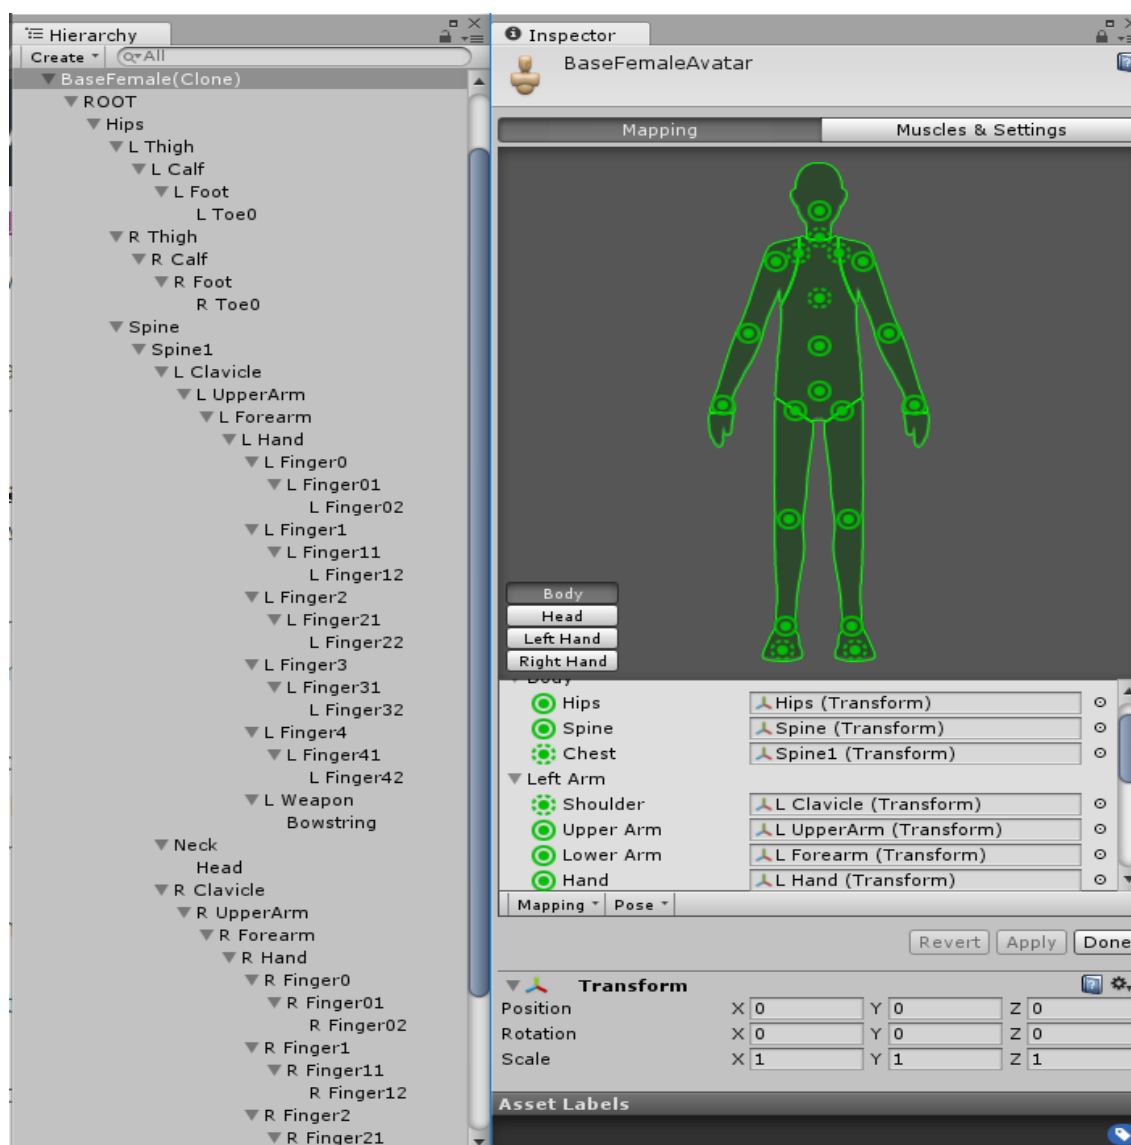 Hierarchy
Create All
BaseFemale(Clone)
ROOT
Hips
L Thigh
L Calf
L Foot
L Toe0
R Thigh
R Calf
R Foot
R Toe0
Spine
Spine1
L Clavicle
L UpperArm
L Forearm
L Hand
L Finger0
L Finger01
L Finger02
L Finger1
L Finger11
L Finger12
L Finger2
L Finger21
L Finger22
L Finger3
L Finger31
L Finger32
L Finger4
L Finger41
L Finger42
L Weapon
Bowstring
Neck
Head
R Clavicle
R UpperArm
R Forearm
R Hand
R Finger0
R Finger01
R Finger02
R Finger1
R Finger11
R Finger12
R Finger2
R Finger21
Inspector
BaseFemaleAvatar
Mapping Muscles & Settings
Body
Head
Left Hand
Right Hand
Body
Hips Hips (Transform)
Spine Spine (Transform)
Chest Spine1 (Transform)
Left Arm
Shoulder L Clavicle (Transform)
Upper Arm L UpperArm (Transform)
Lower Arm L Forearm (Transform)
Hand L Hand (Transform)
Mapping Pose
Revert Apply Done
Transform
Position X 0 Y 0 Z 0
Rotation X 0 Y 0 Z 0
Scale X 1 Y 1 Z 1
Asset Labels